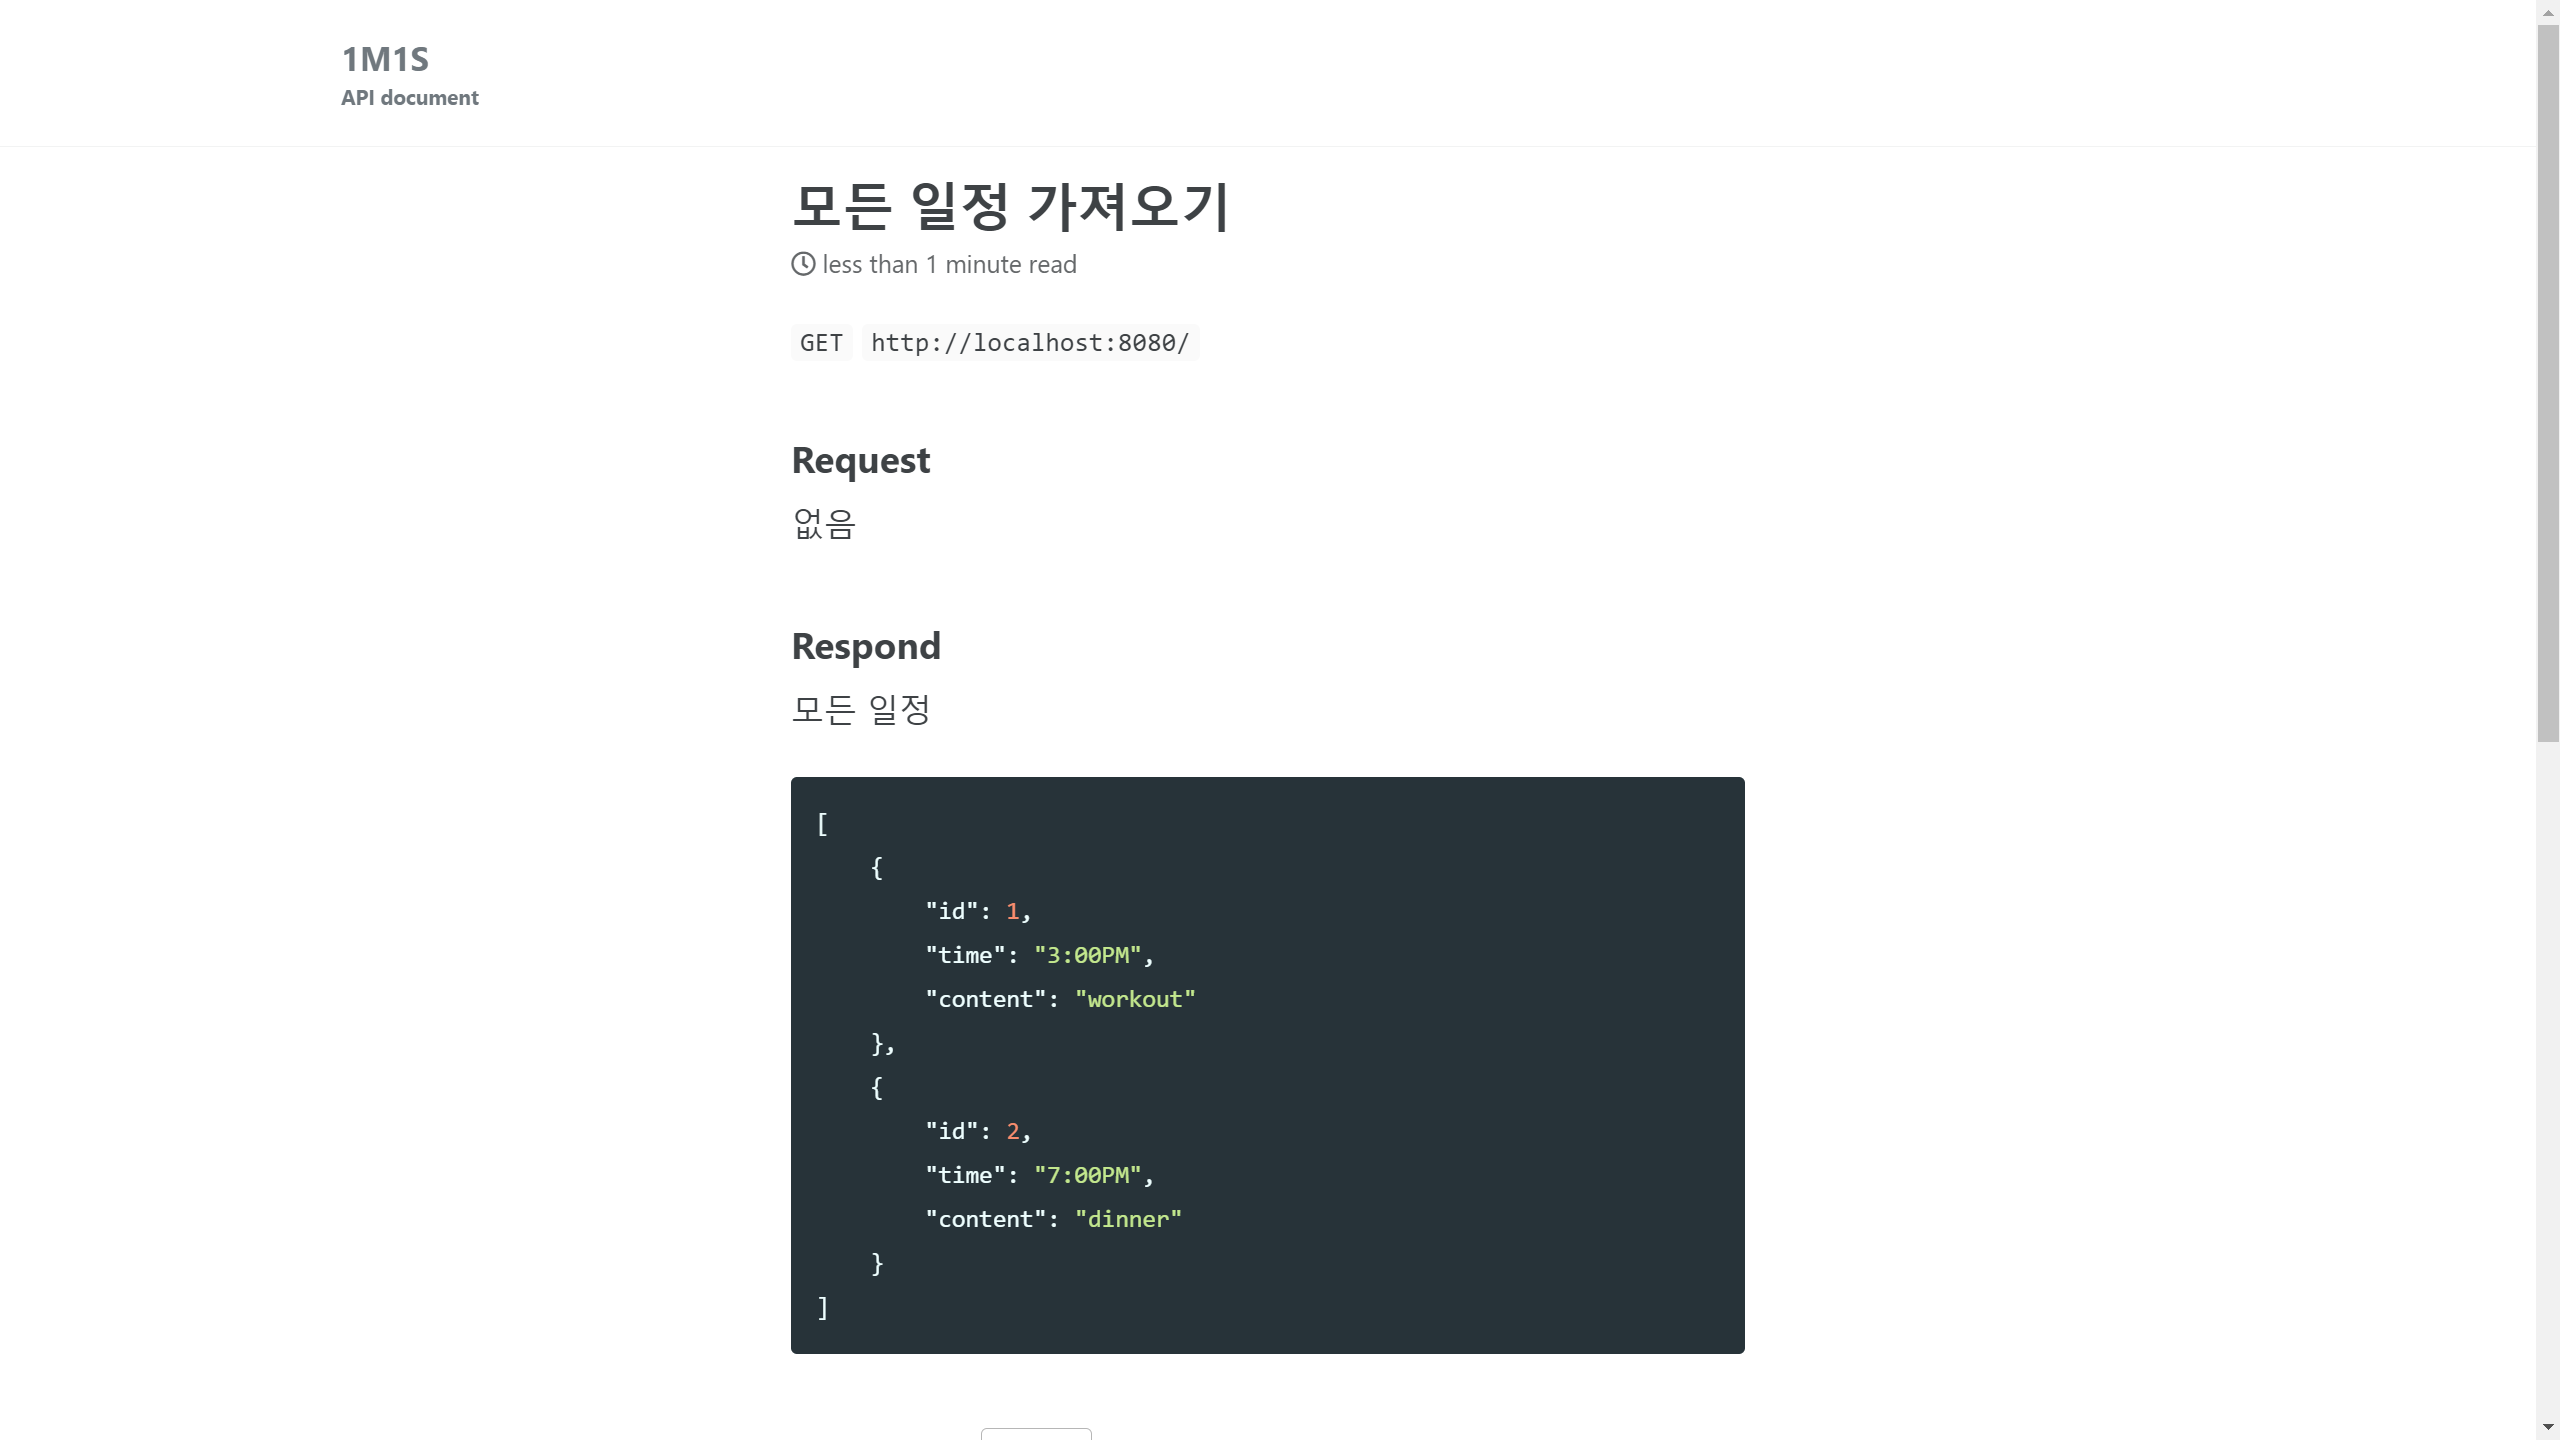 1M1S
API document
모든 일정 가져오기
less than 1 minute read
GET http://localhost:8080/
Request
없음
Respond
모든 일정
[
    {
        "id": 1,
        "time": "3:00PM",
        "content": "workout"
    },
    {
        "id": 2,
        "time": "7:00PM",
        "content": "dinner"
    }
]